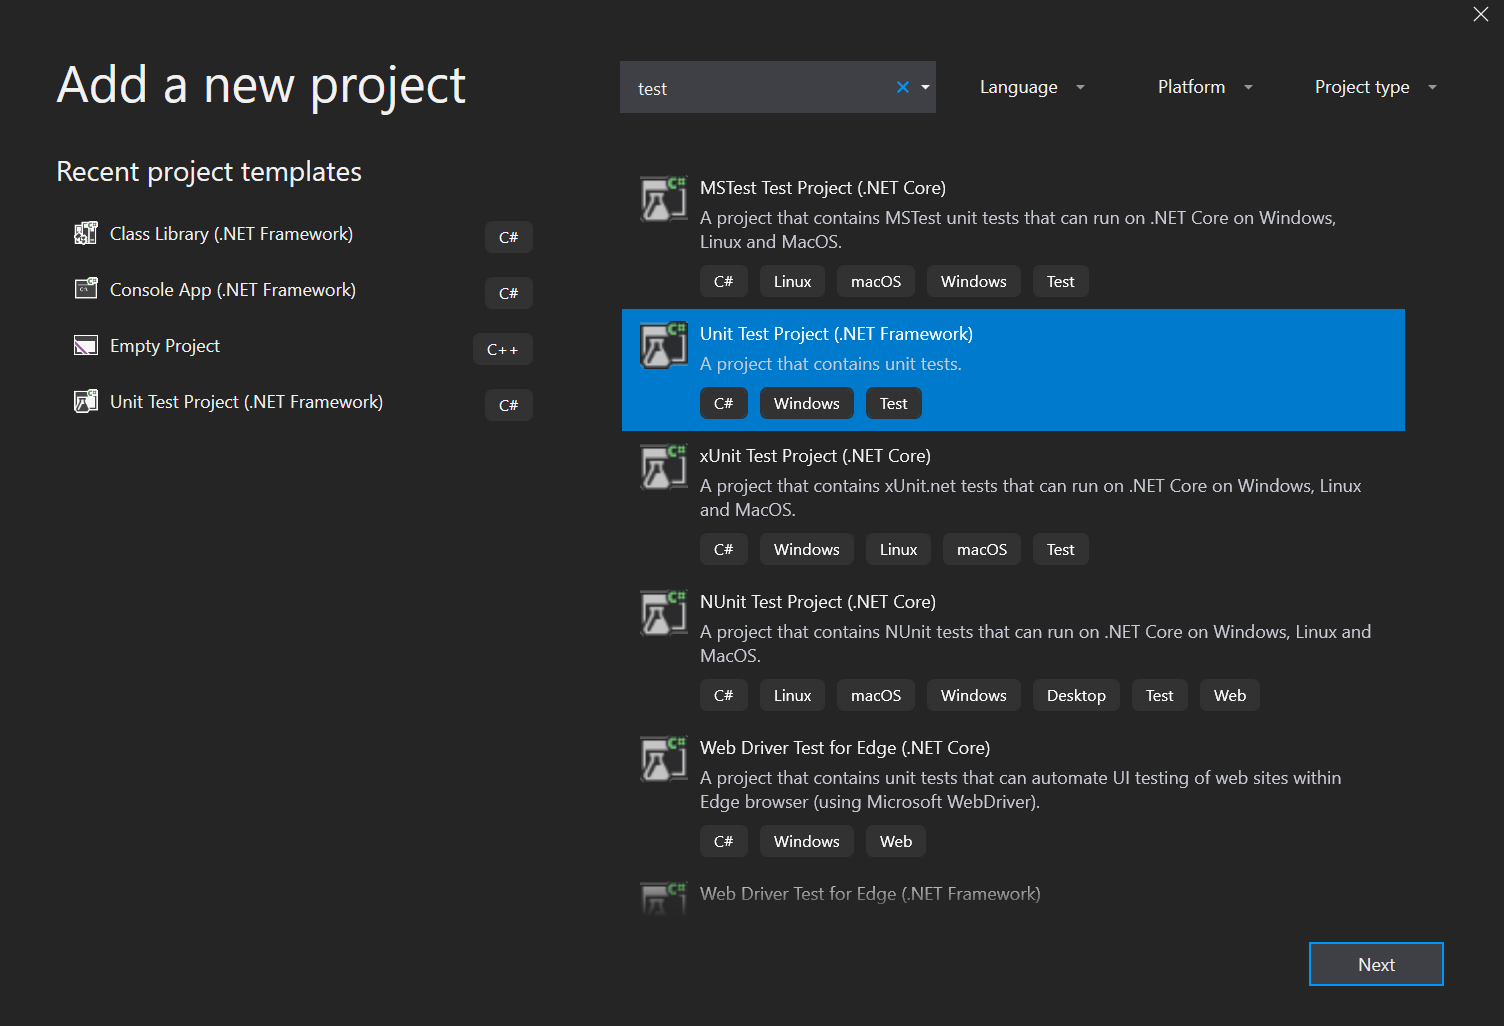 Add a new project
test
Language
Platform
Project type
Recent project templates
Class Library (.NET Framework)
C#
Console App (.NET Framework)
C#
Empty Project
C++
Unit Test Project (.NET Framework)
C#
MSTest Test Project (.NET Core)
A project that contains MSTest unit tests that can run on .NET Core on Windows,
Linux and MacOS.
C# Linux macOS Windows Test
Unit Test Project (.NET Framework)
A project that contains unit tests.
C# Windows Test
xUnit Test Project (.NET Core)
A project that contains xUnit.net tests that can run on .NET Core on Windows, Linux
and MacOS.
C# Windows Linux macOS Test
NUnit Test Project (.NET Core)
A project that contains NUnit tests that can run on .NET Core on Windows, Linux and
MacOS.
C# Linux macOS Windows Desktop Test Web
Web Driver Test for Edge (.NET Core)
A project that contains unit tests that can automate UI testing of web sites within
Edge browser (using Microsoft WebDriver).
C# Windows Web
Web Driver Test for Edge (.NET Framework)
Next